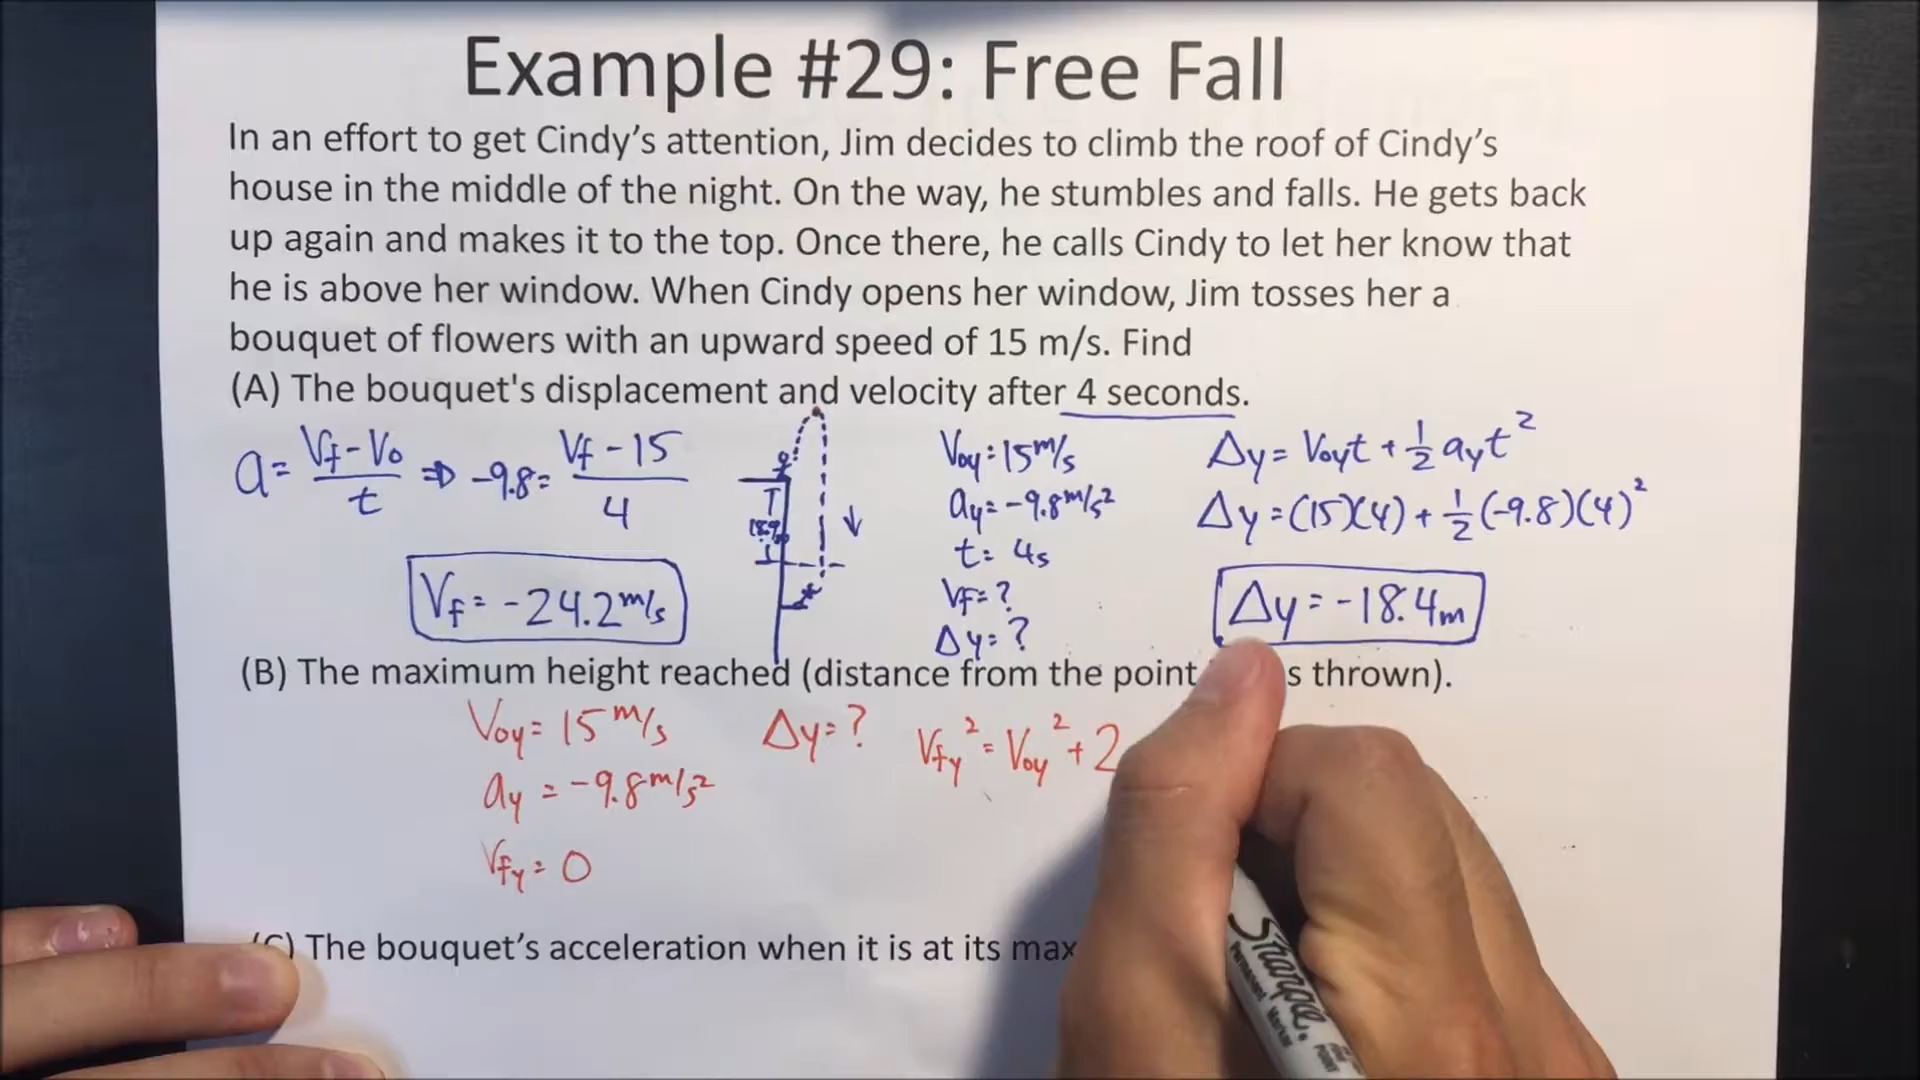 Example #29: Free Fall
In an effort to get Cindy's attention, Jim decides to climb the roof of Cindy's
house in the middle of the night. On the way, he stumbles and falls. He gets back
up again and makes it to the top. Once there, he calls Cindy to let her know that
he is above her window. When Cindy opens her window, Jim tosses her a
bouquet of flowers with an upward speed of 15 m/s. Find
(A) The bouquet's displacement and velocity after 4 seconds.
a = (Vf - V0)/t ⇒ -9.8 = (Vf - 15)/4
Vf = -24.2 m/s
Voy = 15 m/s
ay = -9.8 m/s²
t = 4s
Vf = ?
Δy = ?
Δy = Voyt + 1/2 ayt²
Δy = (15)(4) + 1/2 (-9.8)(4)²
Δy = -18.4m
(B) The maximum height reached (distance from the point s thrown).
Voy = 15 m/s
ay = -9.8 m/s²
Vfy = 0
Δy = ?
Vfy² = Voy² + 2
(C) The bouquet's acceleration when it is at its max
Sharpie.
Permanent Marker